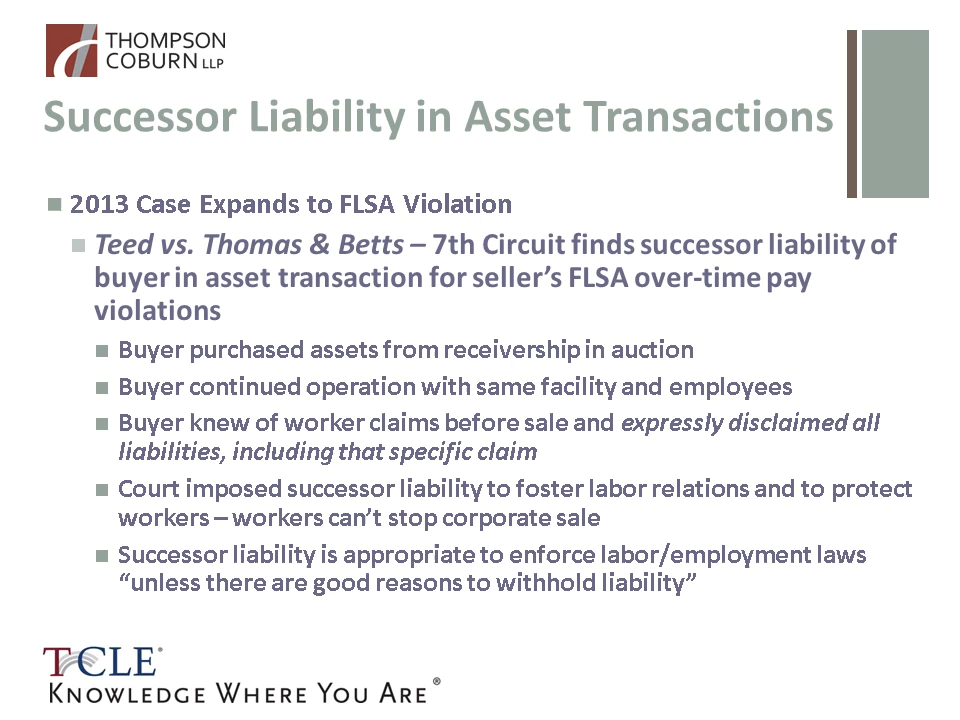 THOMPSON
COBURN LLP
Successor Liability in Asset Transactions
2013 Case Expands to FLSA Violation
Teed vs. Thomas & Betts – 7th Circuit finds successor liability of
buyer in asset transaction for seller’s FLSA over-time pay
violations
Buyer purchased assets from receivership in auction
Buyer continued operation with same facility and employees
Buyer knew of worker claims before sale and expressly disclaimed all
liabilities, including that specific claim
Court imposed successor liability to foster labor relations and to protect
workers – workers can’t stop corporate sale
Successor liability is appropriate to enforce labor/employment laws
“unless there are good reasons to withhold liability”
TCLE®
KNOWLEDGE WHERE YOU ARE®